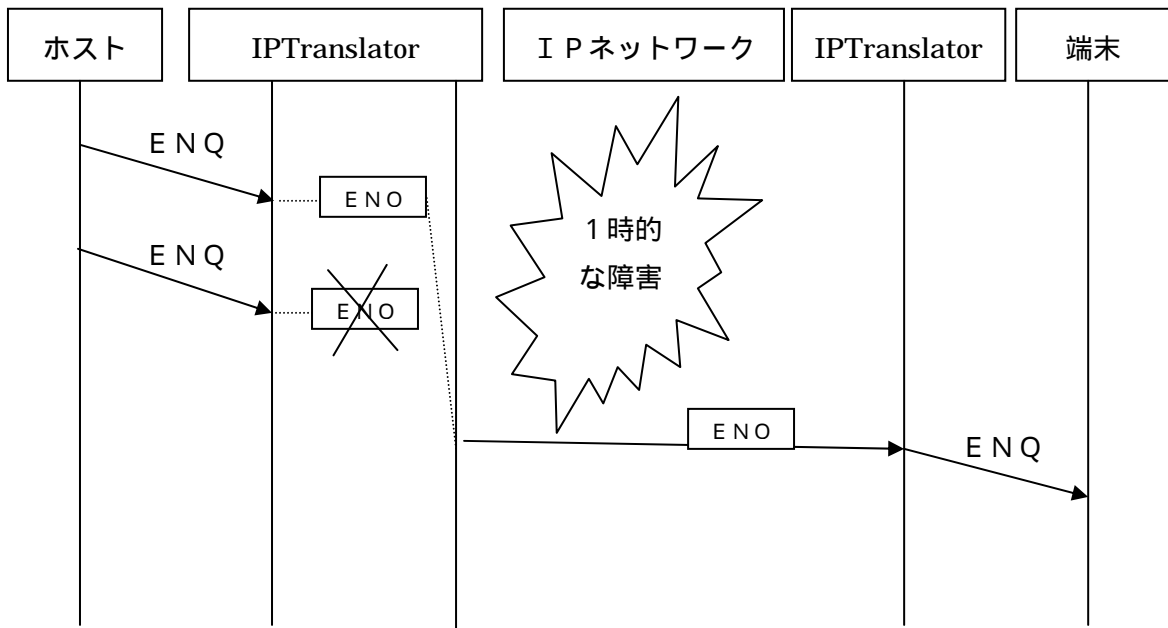 ホスト
IPTranslator
ＩＰネットワーク
IPTranslator
端末
ＥＮＱ
ＥＮＯ
１時的
な障害
ＥＮＱ
ＥＮＯ
ＥＮＯ
ＥＮＱ